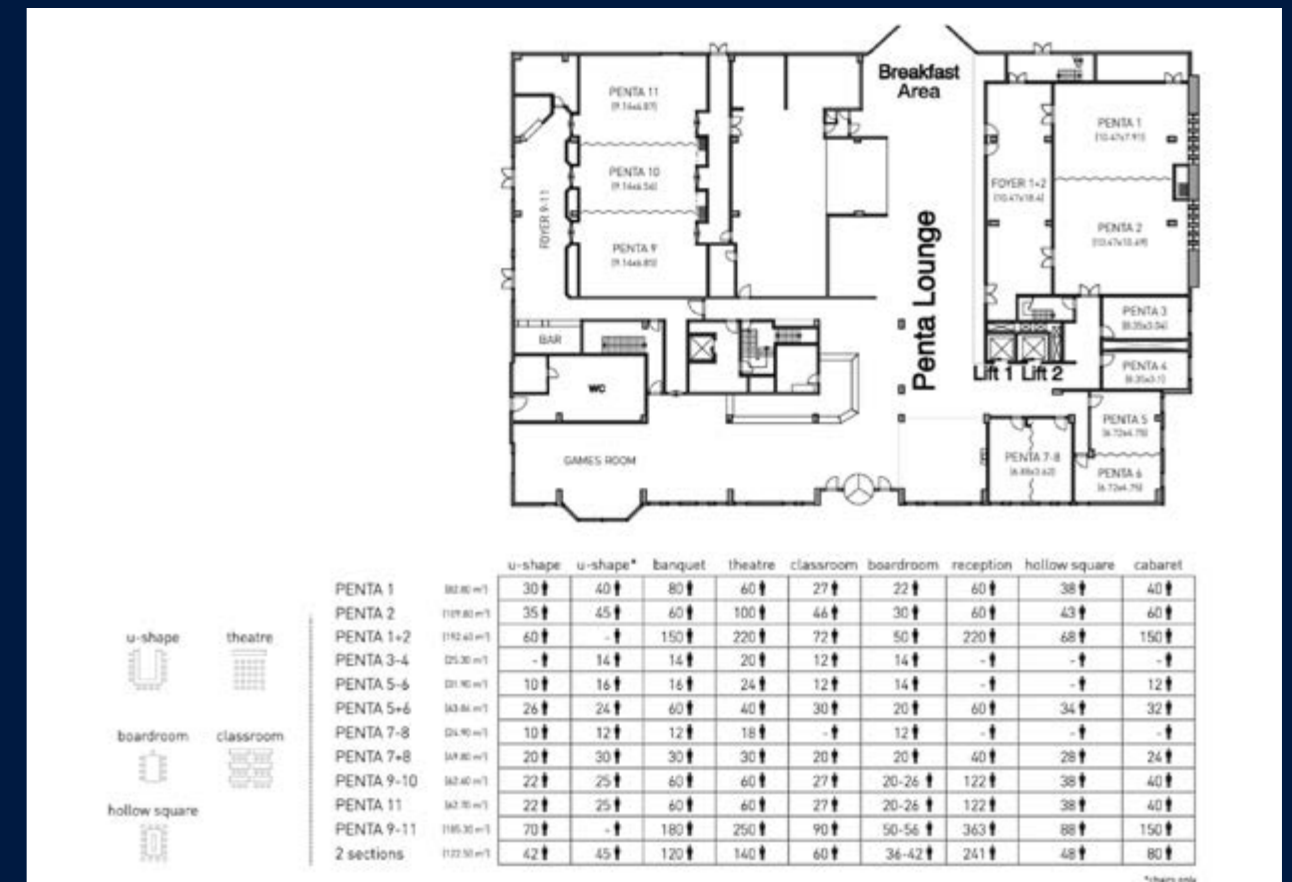 Breakfast
Area
PENTA 11
PENTA 1
PENTA 10
FOYER 1+2
FOYER 9-11
PENTA 9
PENTA 2
Penta Lounge
PENTA 3
BAR
PENTA 4
Lift 1 Lift 2
WC
PENTA 5
GAMES ROOM
PENTA 7-8
PENTA 6
u-shape u-shape* banquet theatre classroom boardroom reception hollow square cabaret
PENTA 1 30 40 80 60 27 22 60 38 40
PENTA 2 35 45 60 100 46 30 60 43 60
PENTA 1+2 60 - 150 220 72 50 220 68 150
PENTA 3-4 - 14 14 20 12 14 - - -
PENTA 5-6 10 16 16 24 12 14 - - 12
PENTA 5+6 26 24 60 40 30 20 60 34 32
PENTA 7-8 10 12 12 18 - 12 - - -
PENTA 7+8 20 30 30 30 20 20 40 28 24
PENTA 9-10 22 25 60 60 27 20-26 122 38 40
PENTA 11 22 25 60 60 27 20-26 122 38 40
PENTA 9-11 70 - 180 250 90 50-56 363 88 150
2 sections 42 45 120 140 60 36-42 241 48 80
u-shape theatre
boardroom classroom
hollow square